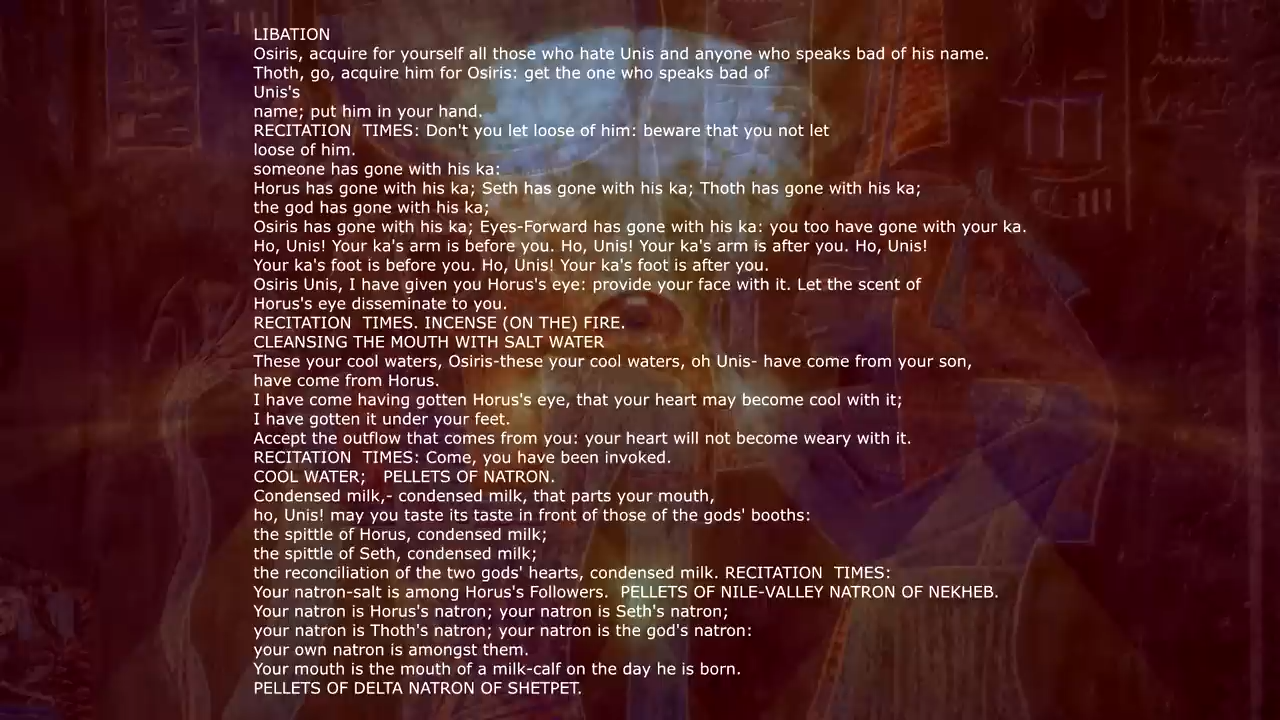 LIBATION
Osiris, acquire for yourself all those who hate Unis and anyone who speaks bad of his name.
Thoth, go, acquire him for Osiris: get the one who speaks bad of
Unis's
name; put him in your hand.
RECITATION  TIMES: Don't you let loose of him: beware that you not let
loose of him.
someone has gone with his ka:
Horus has gone with his ka; Seth has gone with his ka; Thoth has gone with his ka;
the god has gone with his ka;
Osiris has gone with his ka; Eyes-Forward has gone with his ka: you too have gone with your ka.
Ho, Unis! Your ka's arm is before you. Ho, Unis! Your ka's arm is after you. Ho, Unis!
Your ka's foot is before you. Ho, Unis! Your ka's foot is after you.
Osiris Unis, I have given you Horus's eye: provide your face with it. Let the scent of
Horus's eye disseminate to you.
RECITATION  TIMES. INCENSE (ON THE) FIRE.
CLEANSING THE MOUTH WITH SALT WATER
These your cool waters, Osiris-these your cool waters, oh Unis- have come from your son,
have come from Horus.
I have come having gotten Horus's eye, that your heart may become cool with it;
I have gotten it under your feet.
Accept the outflow that comes from you: your heart will not become weary with it.
RECITATION  TIMES: Come, you have been invoked.
COOL WATER;   PELLETS OF NATRON.
Condensed milk,- condensed milk, that parts your mouth,
ho, Unis! may you taste its taste in front of those of the gods' booths:
the spittle of Horus, condensed milk;
the spittle of Seth, condensed milk;
the reconciliation of the two gods' hearts, condensed milk. RECITATION  TIMES:
Your natron-salt is among Horus's Followers.  PELLETS OF NILE-VALLEY NATRON OF NEKHEB.
Your natron is Horus's natron; your natron is Seth's natron;
your natron is Thoth's natron; your natron is the god's natron:
your own natron is amongst them.
Your mouth is the mouth of a milk-calf on the day he is born.
PELLETS OF DELTA NATRON OF SHETPET.